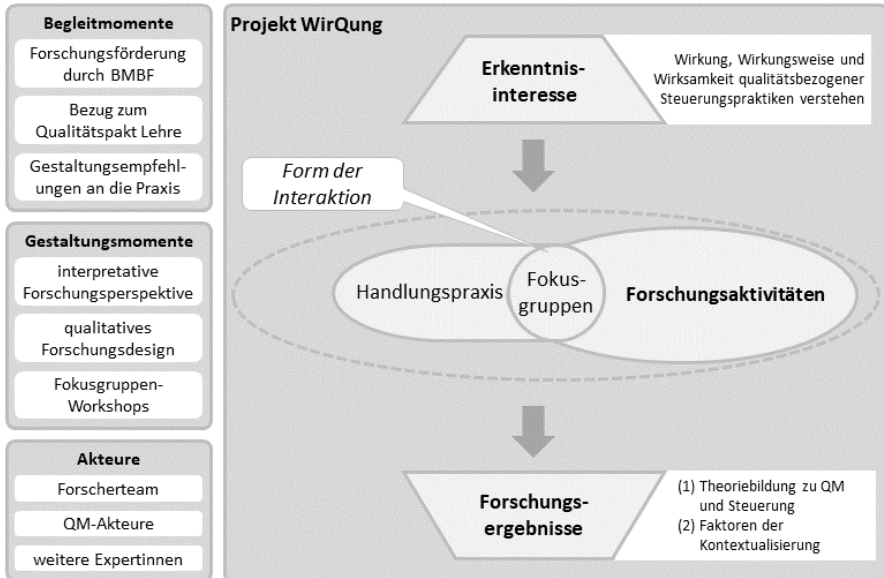 Begleitmomente
Forschungsförderung
durch BMBF
Bezug zum
Qualitätspakt Lehre
Gestaltungsempfehl-
ungen an die Praxis
Gestaltungsmomente
interpretative
Forschungsperspektive
qualitatives
Forschungsdesign
Fokusgruppen-
Workshops
Akteure
Forscherteam
QM-Akteure
weitere Expertinnen
Projekt WirQung
Erkenntnis-
interesse
Wirkung, Wirkungsweise und
Wirksamkeit qualitätsbezogener
Steuerungspraktiken verstehen
Form der
Interaktion
Handlungspraxis
Fokus-
gruppen
Forschungsaktivitäten
Forschungs-
ergebnisse
(1) Theoriebildung zu QM
und Steuerung
(2) Faktoren der
Kontextualisierung